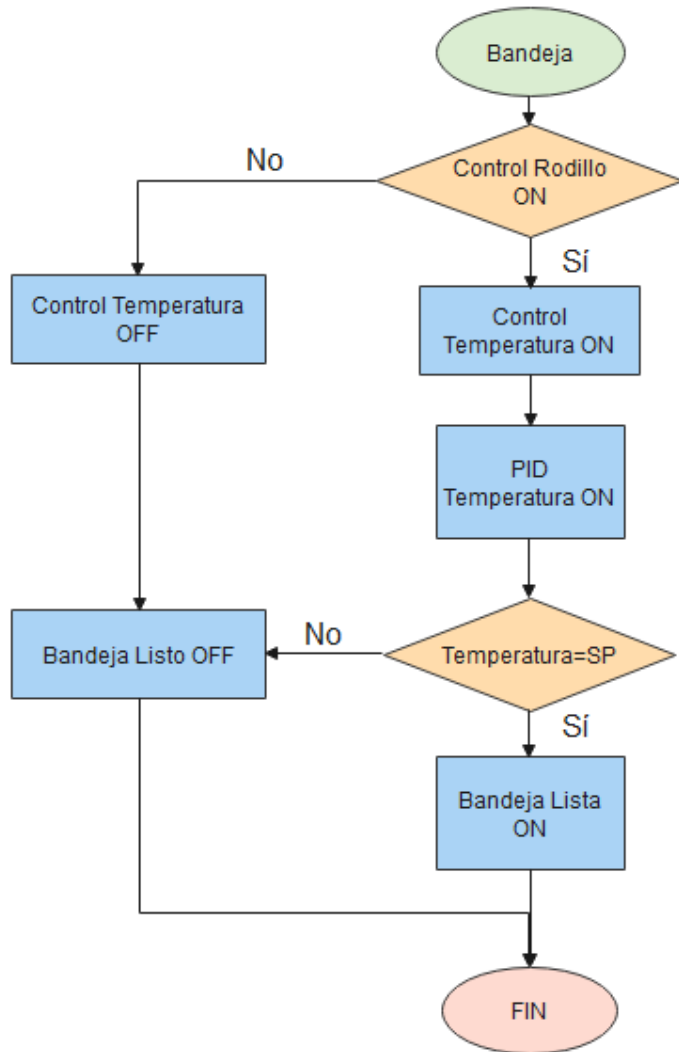 Bandeja
Control Rodillo
ON
No
Sí
Control Temperatura
OFF
Control
Temperatura ON
PID
Temperatura ON
Temperatura=SP
No
Bandeja Listo OFF
Sí
Bandeja Lista
ON
FIN